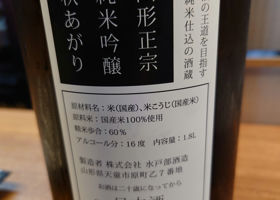 の王道を目指す
純米仕込の酒蔵
形正宗
純米吟醸
秋あがり
原材料名：米（国産）、米こうじ（国産米）
原料米：国産米100%使用
精米歩合：60%
アルコール分：16度 内容量：1.8L
製造者 株式会社 水戸部酒造
山形県天童市原町乙7番地
お酒は二十歳になってから